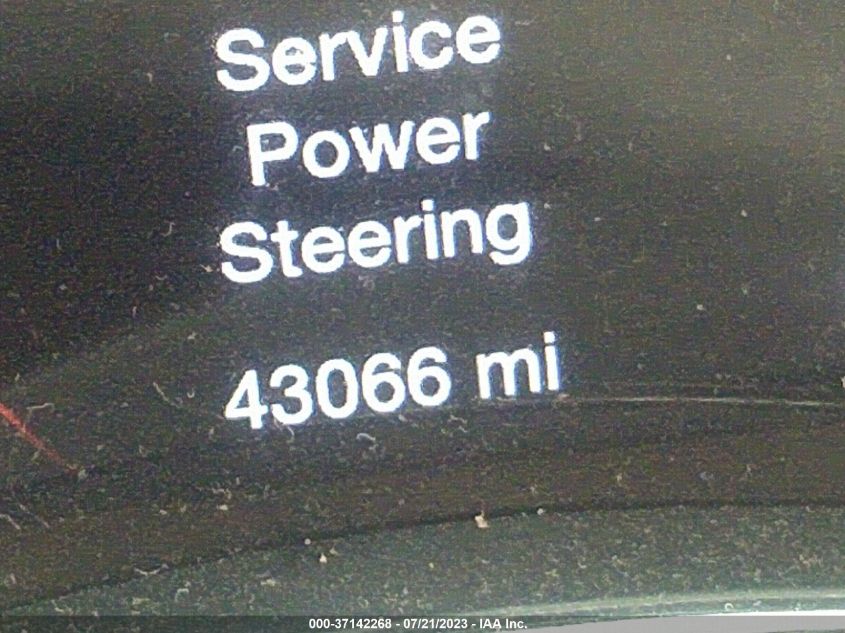 Service
Power
Steering
43066 mi
000-37142268 - 07/21/2023 - IAA Inc.